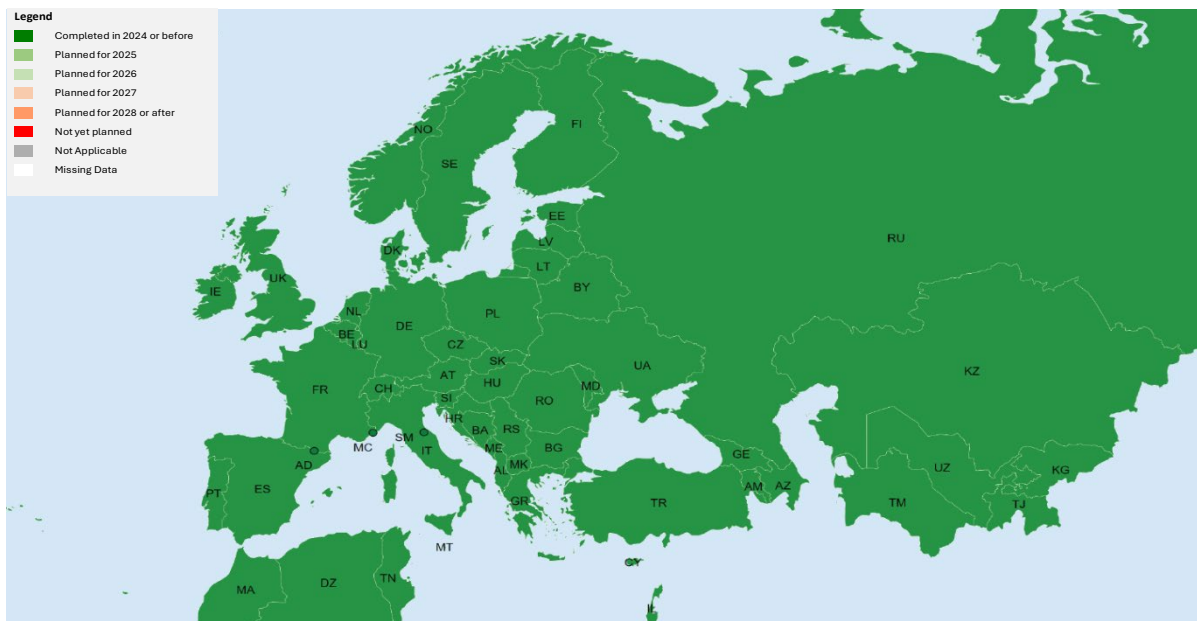 Legend
Completed in 2024 or before
Planned for 2025
Planned for 2026
Planned for 2027
Planned for 2028 or after
Not yet planned
Not Applicable
Missing Data
NO
FI
SE
EE
RU
LV
DK
LT
UK
BY
IE
NL
PL
DE
BE
LU
CZ
SK
UA
KZ
AT
HU
MD
FR
CH
SI
RO
HR
BA
RS
SM
MC
IT
ME
BG
GE
AD
MK
AL
UZ
KG
PT
ES
GR
TR
AM
AZ
TM
TJ
MT
CY
TN
DZ
MA
IL